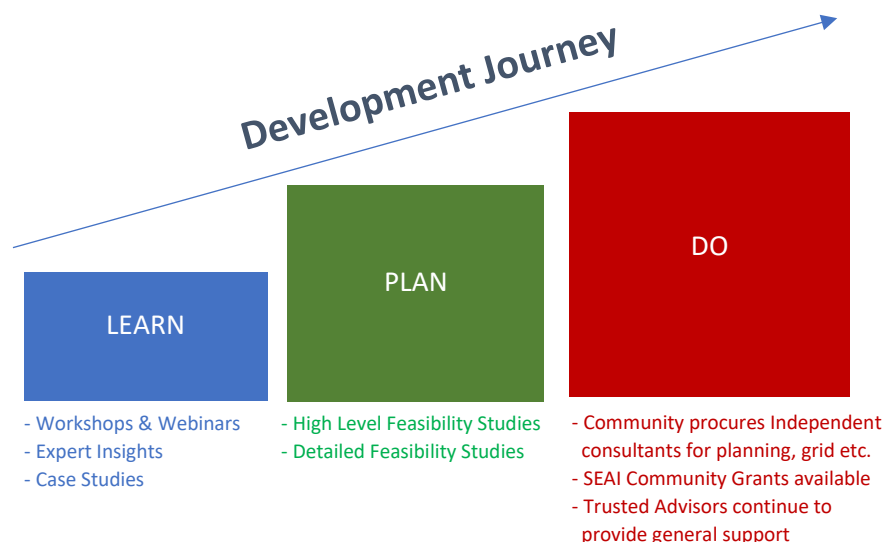 Development Journey
LEARN
PLAN
DO
- Workshops & Webinars
- Expert Insights
- Case Studies
- High Level Feasibility Studies
- Detailed Feasibility Studies
- Community procures Independent
consultants for planning, grid etc.
- SEAI Community Grants available
- Trusted Advisors continue to
provide general support